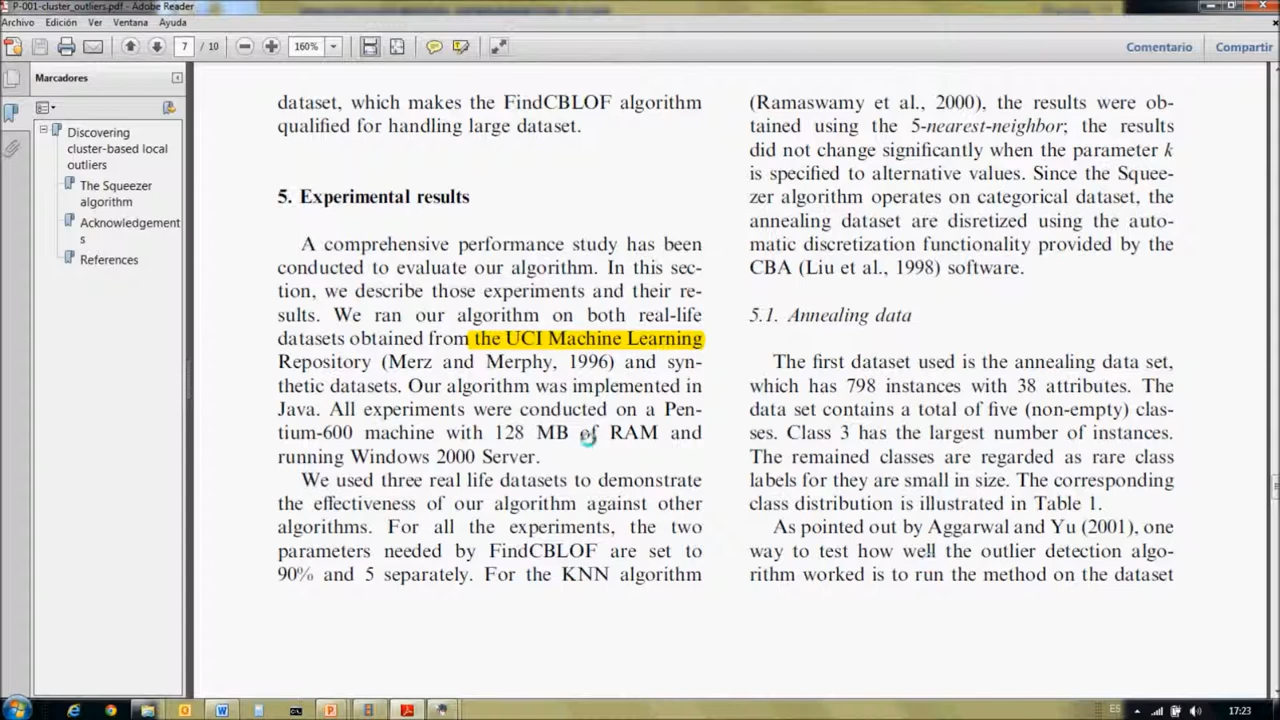 P-001-cluster_outliers.pdf - Adobe Reader
Archivo Edición Ver Ventana Ayuda
7 / 10
160%
Comentario
Compartir
Marcadores
Discovering
cluster-based local
outliers
The Squeezer
algorithm
Acknowledgement
s
References
dataset, which makes the FindCBLOF algorithm
qualified for handling large dataset.
5. Experimental results
A comprehensive performance study has been
conducted to evaluate our algorithm. In this sec-
tion, we describe those experiments and their re-
sults. We ran our algorithm on both real-life
datasets obtained from the UCI Machine Learning
Repository (Merz and Merphy, 1996) and syn-
thetic datasets. Our algorithm was implemented in
Java. All experiments were conducted on a Pen-
tium-600 machine with 128 MB of RAM and
running Windows 2000 Server.
We used three real life datasets to demonstrate
the effectiveness of our algorithm against other
algorithms. For all the experiments, the two
parameters needed by FindCBLOF are set to
90% and 5 separately. For the KNN algorithm
(Ramaswamy et al., 2000), the results were ob-
tained using the 5-nearest-neighbor; the results
did not change significantly when the parameter k
is specified to alternative values. Since the Squee-
zer algorithm operates on categorical dataset, the
annealing dataset are disretized using the auto-
matic discretization functionality provided by the
CBA (Liu et al., 1998) software.
5.1. Annealing data
The first dataset used is the annealing data set,
which has 798 instances with 38 attributes. The
data set contains a total of five (non-empty) clas-
ses. Class 3 has the largest number of instances.
The remained classes are regarded as rare class
labels for they are small in size. The corresponding
class distribution is illustrated in Table 1.
As pointed out by Aggarwal and Yu (2001), one
way to test how well the outlier detection algo-
rithm worked is to run the method on the dataset
ES
17:23